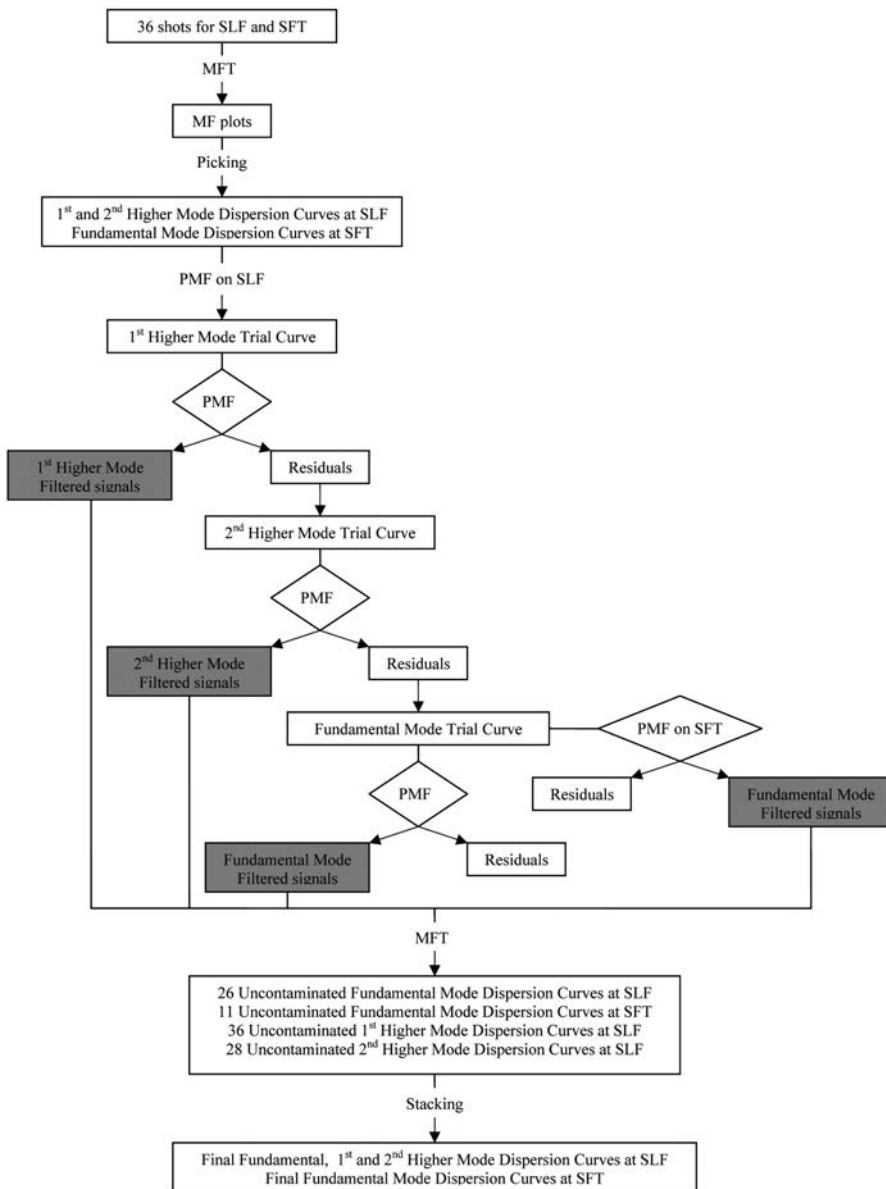 36 shots for SLF and SFT
MFT
MF plots
Picking
1st and 2nd Higher Mode Dispersion Curves at SLF
Fundamental Mode Dispersion Curves at SFT
PMF on SLF
1st Higher Mode Trial Curve
PMF
1st Higher Mode
Filtered signals
Residuals
2nd Higher Mode Trial Curve
PMF
2nd Higher Mode
Filtered signals
Residuals
Fundamental Mode Trial Curve
PMF on SFT
PMF
Residuals
Fundamental Mode
Filtered signals
Fundamental Mode
Filtered signals
Residuals
MFT
26 Uncontaminated Fundamental Mode Dispersion Curves at SLF
11 Uncontaminated Fundamental Mode Dispersion Curves at SFT
36 Uncontaminated 1st Higher Mode Dispersion Curves at SLF
28 Uncontaminated 2nd Higher Mode Dispersion Curves at SLF
Stacking
Final Fundamental, 1st and 2nd Higher Mode Dispersion Curves at SLF
Final Fundamental Mode Dispersion Curves at SFT